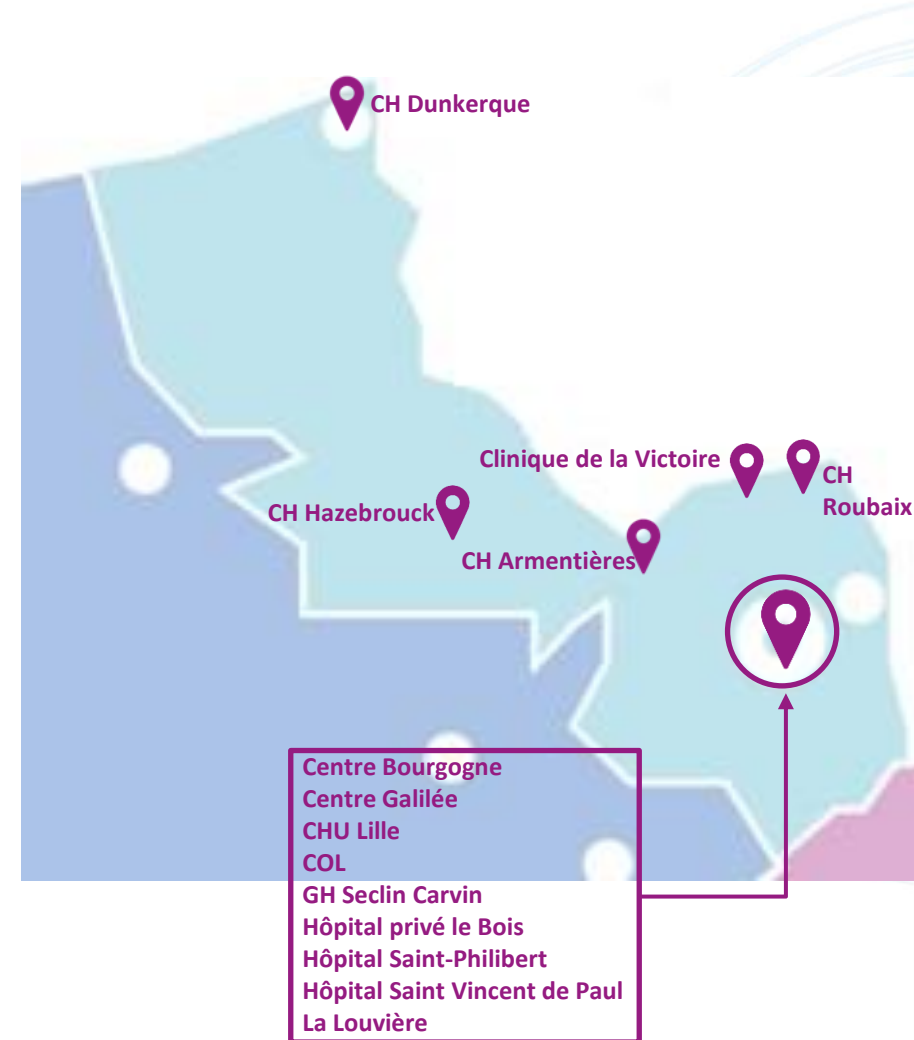 CH Dunkerque
Clinique de la Victoire
CH
Roubaix
CH Hazebrouck
CH Armentières
Centre Bourgogne
Centre Galilée
CHU Lille
COL
GH Seclin Carvin
Hôpital privé le Bois
Hôpital Saint-Philibert
Hôpital Saint Vincent de Paul
La Louvière